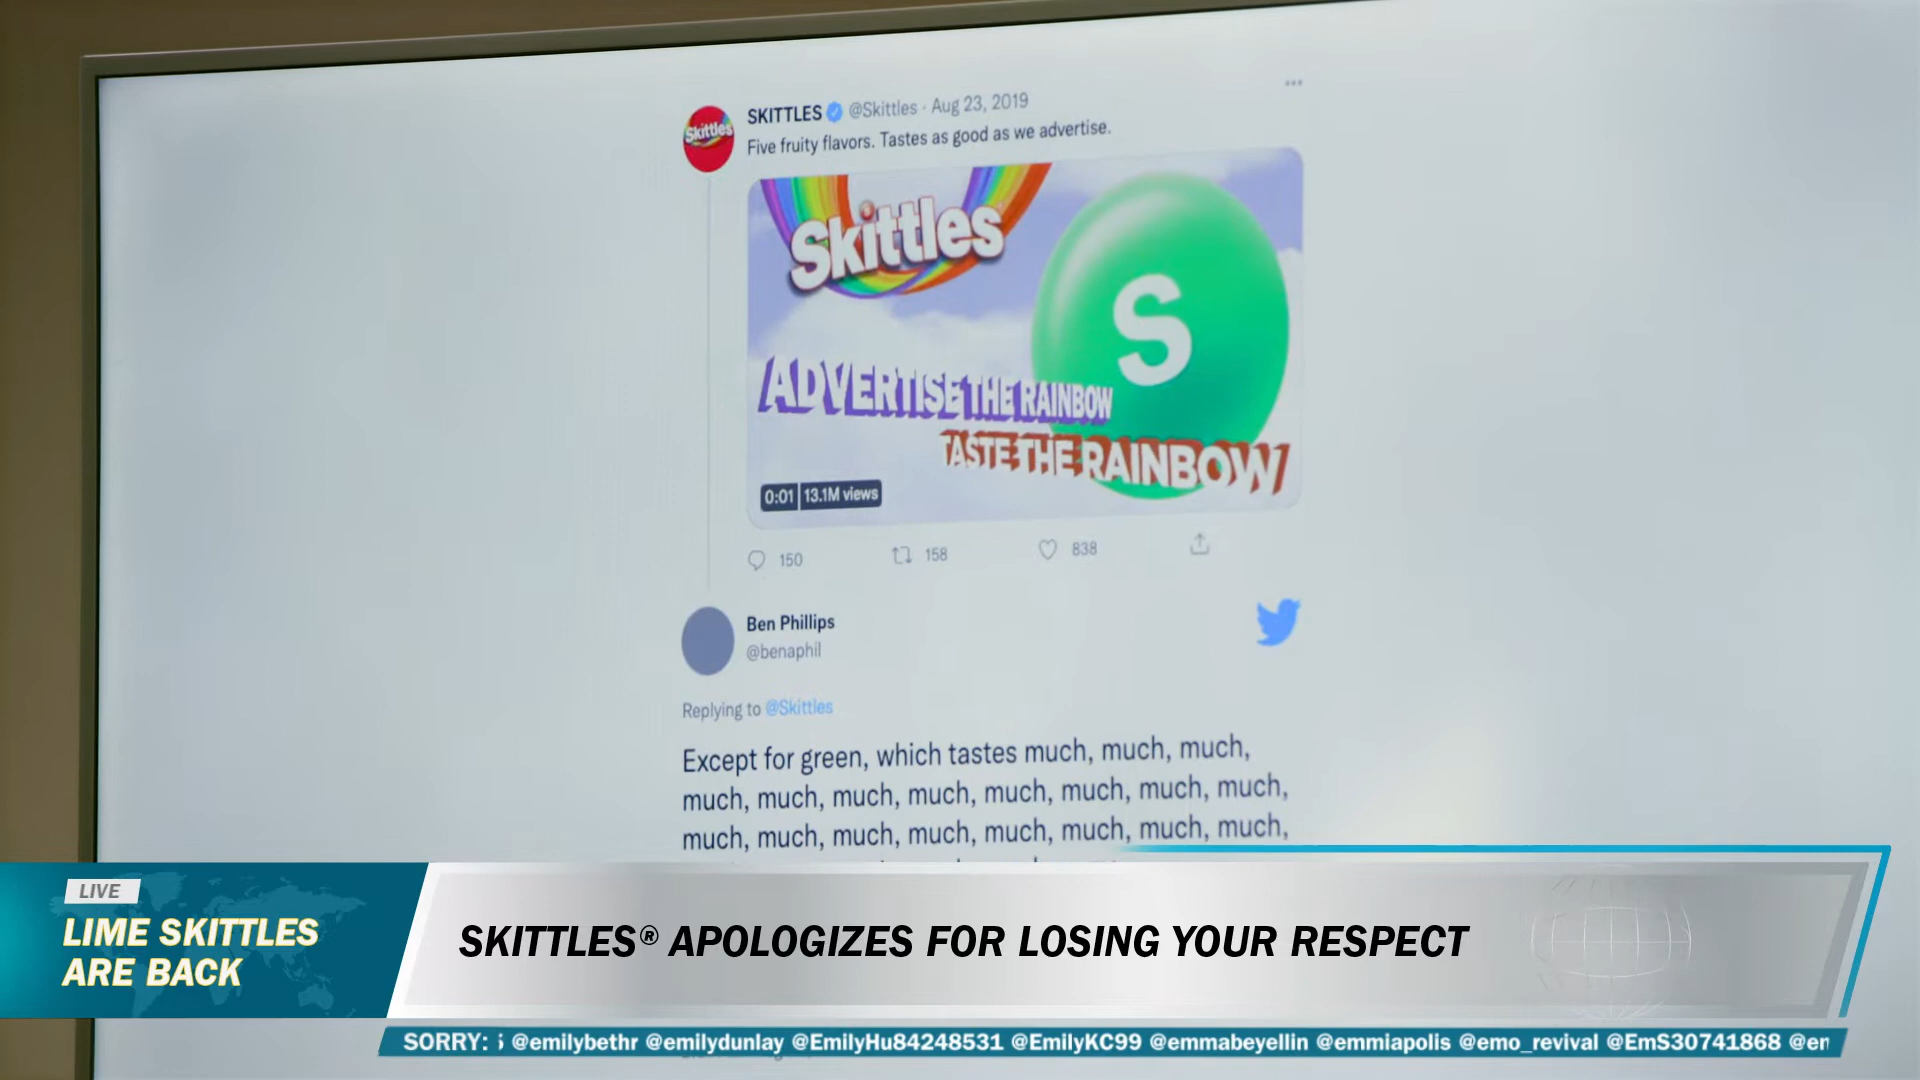 SKITTLES @Skittles · Aug 23, 2019
Five fruity flavors. Tastes as good as we advertise.
Skittles
Skittles
S
ADVERTISE THE RAINBOW
TASTE THE RAINBOW
0:01 13.1M views
150 158 838
Ben Phillips
@benaphil
Replying to @Skittles
Except for green, which tastes much, much, much,
much, much, much, much, much, much, much, much,
much, much, much, much, much, much, much, much,
LIVE
LIME SKITTLES
ARE BACK
SKITTLES® APOLOGIZES FOR LOSING YOUR RESPECT
SORRY: @emilybethr @emilydunlay @EmilyHu84248531 @EmilyKC99 @emmabeyellin @emmiapolis @emo_revival @EmS30741868